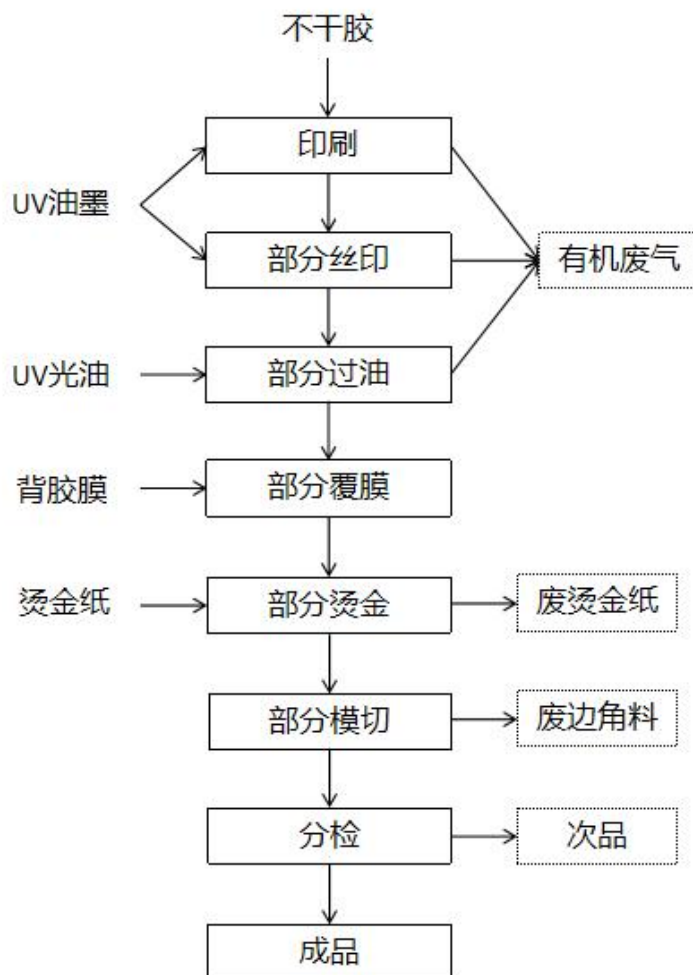 不干胶
印刷
UV油墨
部分丝印
有机废气
UV光油
部分过油
背胶膜
部分覆膜
烫金纸
部分烫金
废烫金纸
部分模切
废边角料
分检
次品
成品